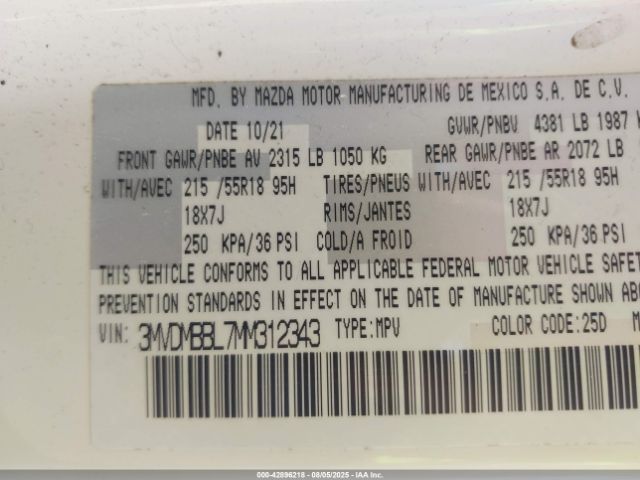 MFD. BY MAZDA MOTOR MANUFACTURING DE MEXICO S.A. DE C.V.
DATE 10/21 GVWR/PNBV 4381 LB 1987 K
FRONT GAWR/PNBE AV 2315 LB 1050 KG REAR GAWR/PNBE AR 2072 LB
WITH/AVEC 215 /55R18 95H TIRES/PNEUS WITH/AVEC 215 /55R18 95H
18X7J RIMS/JANTES 18X7J
250 KPA/36 PSI COLD/A FROID 250 KPA/36 PSI
THIS VEHICLE CONFORMS TO ALL APPLICABLE FEDERAL MOTOR VEHICLE SAFET
PREVENTION STANDARDS IN EFFECT ON THE DATE OF MANUFACTURE SHOWN ABO
VIN: 3MVDMBBL7MM312343 TYPE:MPV COLOR CODE:25D M
000-42896218 - 08/05/2025 - IAA Inc.